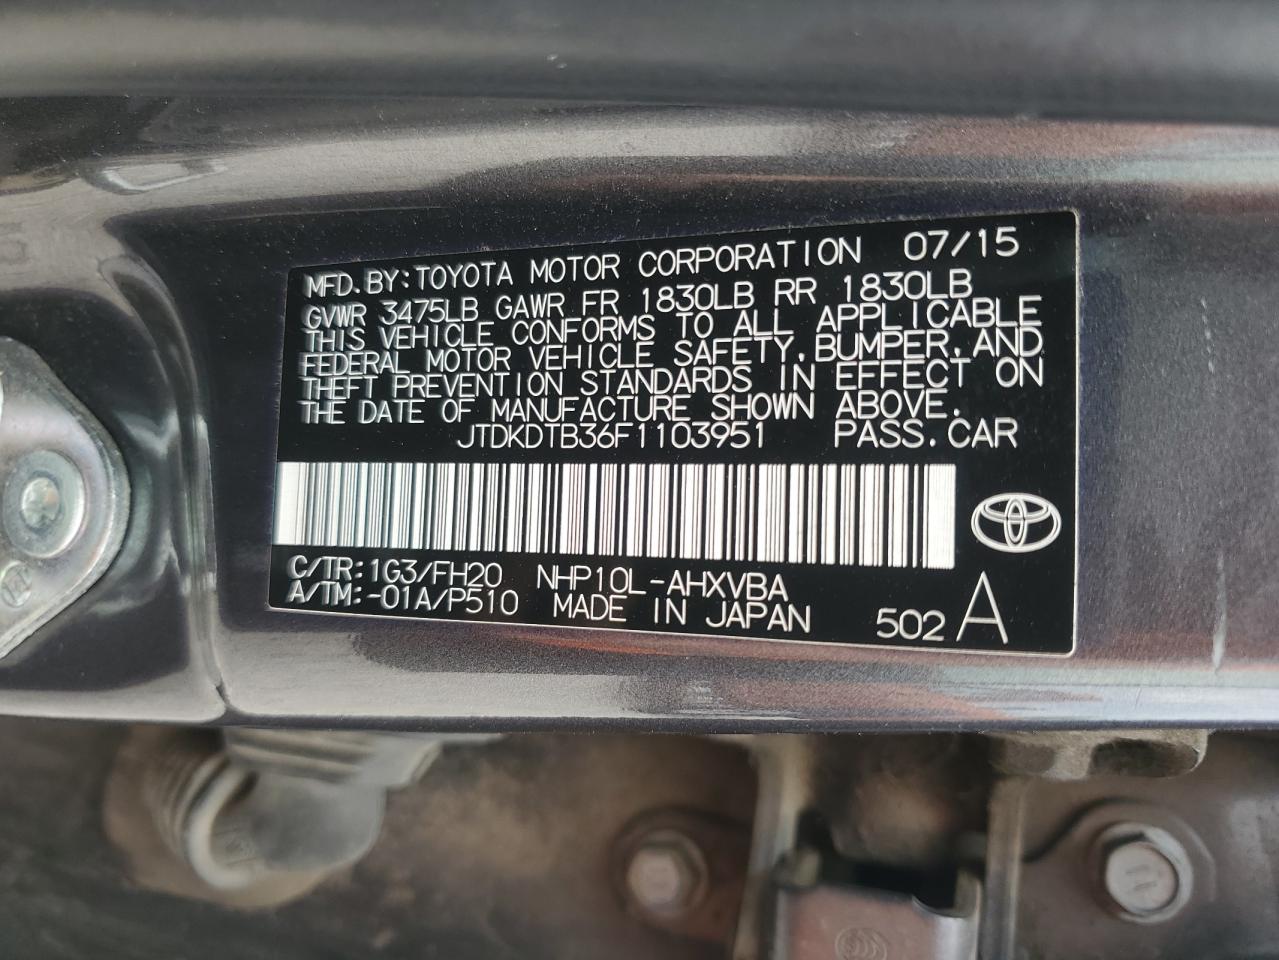 MFD.BY:TOYOTA MOTOR CORPORATION 07/15
GVWR 3475LB GAWR FR 1830LB RR 1830LB
THIS VEHICLE CONFORMS TO ALL APPLICABLE
FEDERAL MOTOR VEHICLE SAFETY,BUMPER,AND
THEFT PREVENTION STANDARDS IN EFFECT ON
THE DATE OF MANUFACTURE SHOWN ABOVE.
JTDKDTB36F1103951 PASS.CAR
C/TR:1G3/FH20 NHP10L-AHXVBA
A/TM:-01A/P510 MADE IN JAPAN 502 A